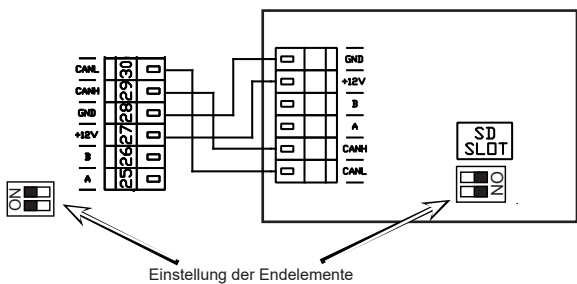 CANL 30
CANH 29
GND 28
+12V 27
B 26
A 25
GND
+12V
B
A
CANH
CANL
SD
SLOT
ON
ON
Einstellung der Endelemente